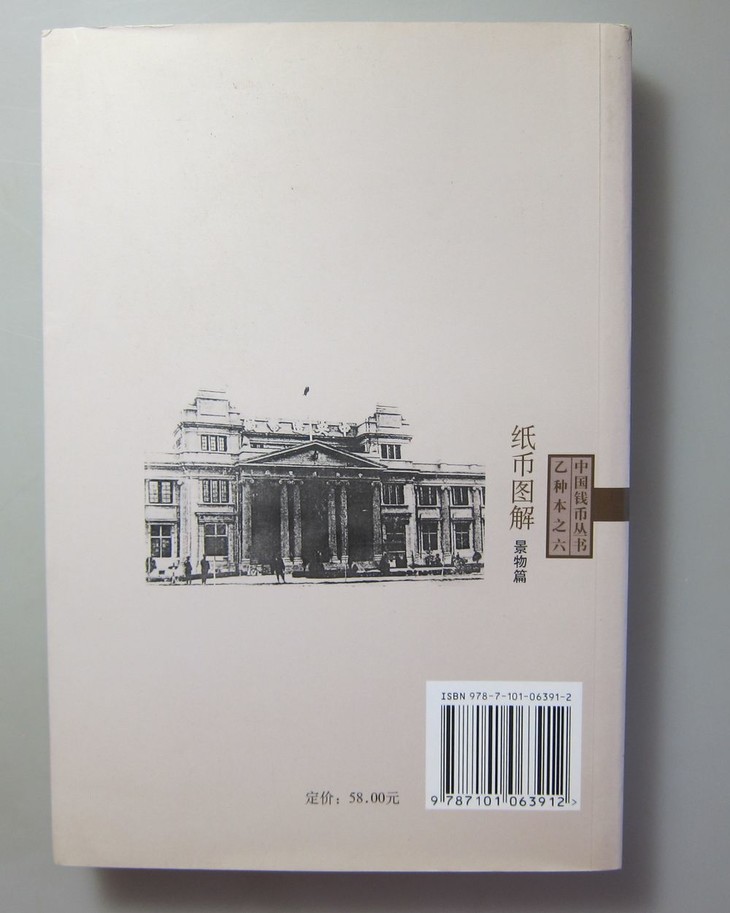 纸币图解
景物篇
中国钱币丛书
乙种本之六
ISBN 978-7-101-06391-2
9 787101 063912 >
定价：58.00元